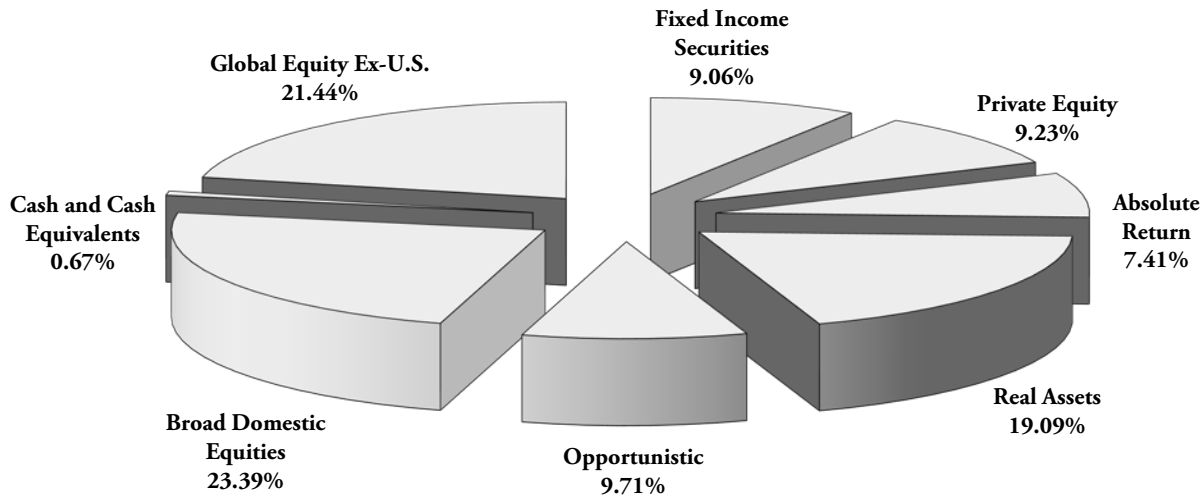 Fixed Income
Securities
9.06%
Global Equity Ex-U.S.
21.44%
Private Equity
9.23%
Cash and Cash
Equivalents
0.67%
Absolute
Return
7.41%
Real Assets
19.09%
Broad Domestic
Equities
23.39%
Opportunistic
9.71%